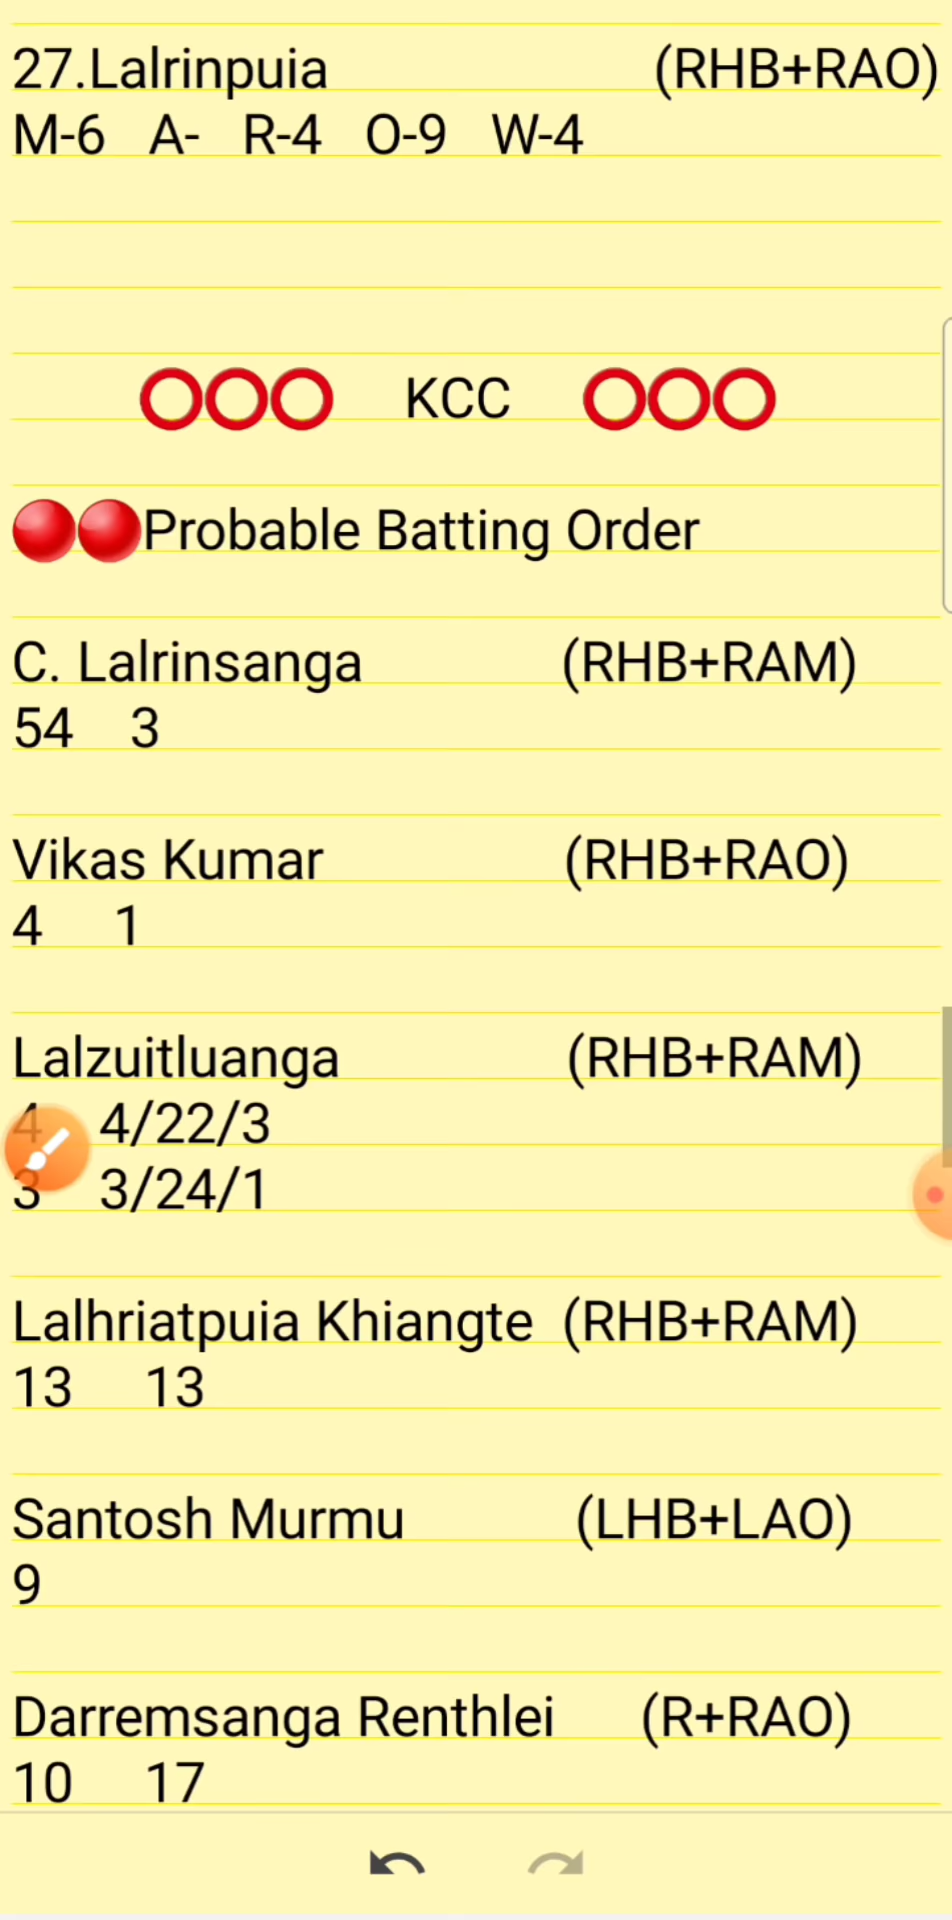 27.Lalrinpuia (RHB+RAO)
M-6 A- R-4 O-9 W-4
⭕⭕⭕ KCC ⭕⭕⭕
🔴🔴Probable Batting Order
C. Lalrinsanga (RHB+RAM)
54 3
Vikas Kumar (RHB+RAO)
4 1
Lalzuitluanga (RHB+RAM)
4 4/22/3
3 3/24/1
Lalhriatpuia Khiangte (RHB+RAM)
13 13
Santosh Murmu (LHB+LAO)
9
Darremsanga Renthlei (R+RAO)
10 17